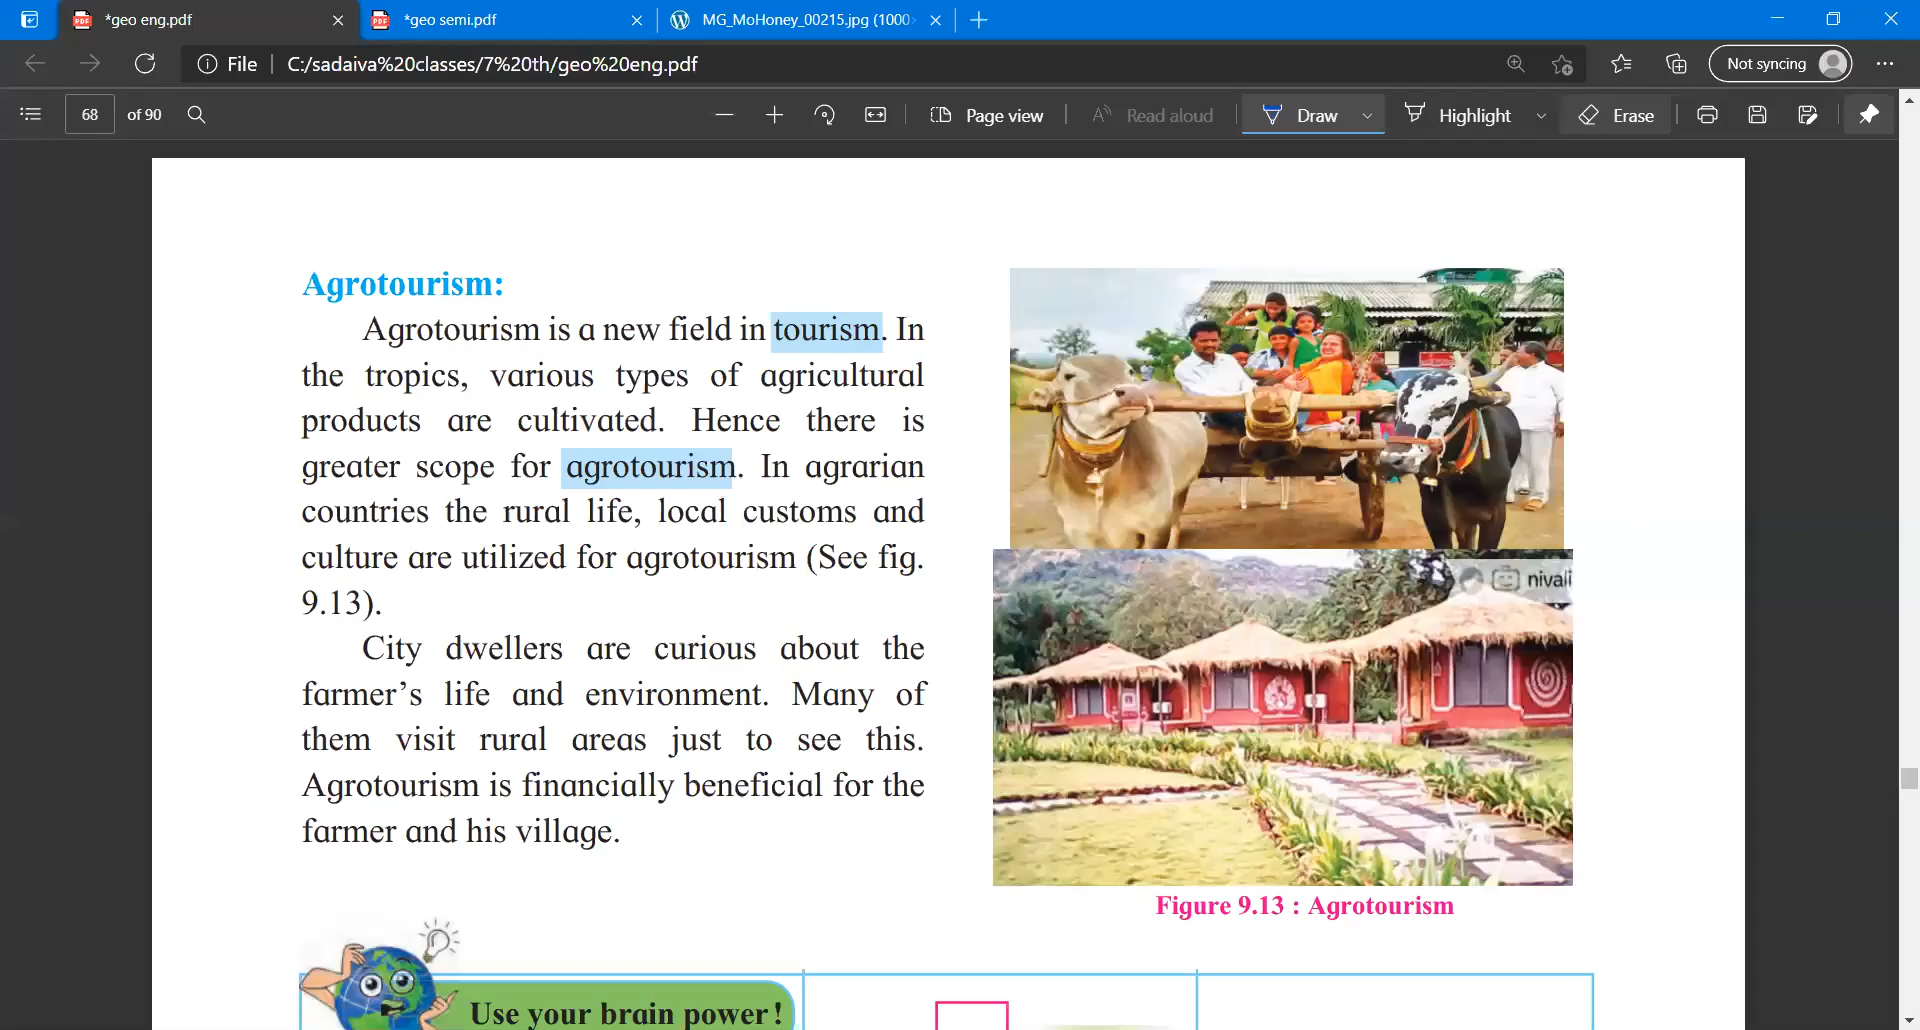 *geo eng.pdf
*geo semi.pdf
MG_MoHoney_00215.jpg (1000
File
C:/sadaiva%20classes/7%20th/geo%20eng.pdf
Not syncing
68 of 90
Page view
Read aloud
Draw
Highlight
Erase
Agrotourism:
Agrotourism is a new field in tourism. In
the tropics, various types of agricultural
products are cultivated. Hence there is
greater scope for agrotourism. In agrarian
countries the rural life, local customs and
culture are utilized for agrotourism (See fig.
9.13).
City dwellers are curious about the
farmer’s life and environment. Many of
them visit rural areas just to see this.
Agrotourism is financially beneficial for the
farmer and his village.
nivali
Figure 9.13 : Agrotourism
Use your brain power!